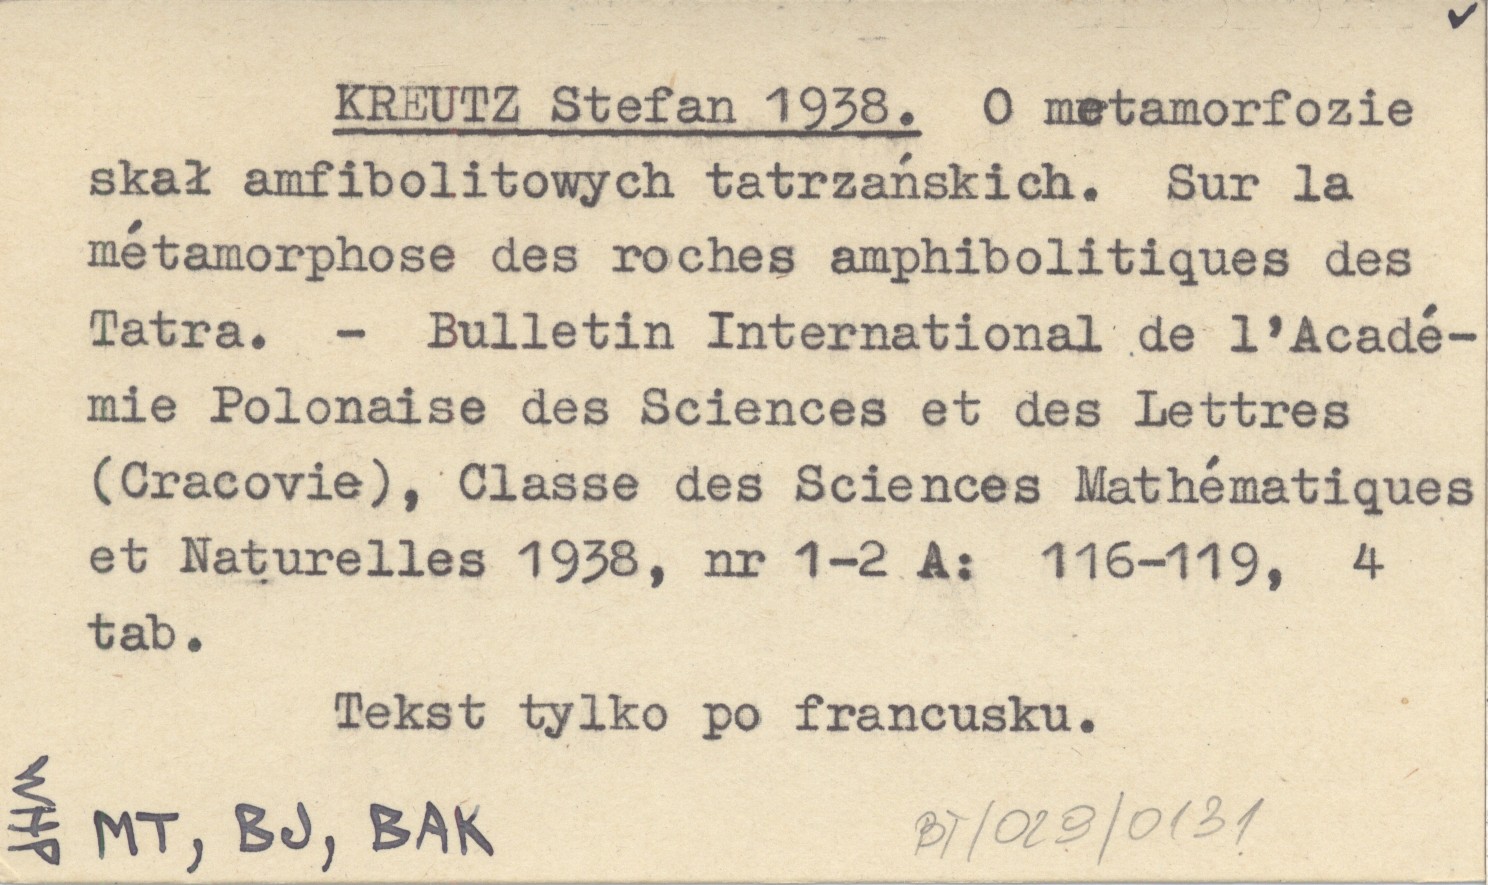 KREUTZ Stefan 1938. O metamorfozie
skał amfibolitowych tatrzańskich. Sur la
métamorphose des roches amphibolitiques des
Tatra. - Bulletin International de l'Acadé-
mie Polonaise des Sciences et des Lettres
(Cracovie), Classe des Sciences Mathématiques
et Naturelles 1938, nr 1-2 A: 116-119, 4
tab.
Tekst tylko po francusku.
WHP
MT, BJ, BAK
BT/029/0131